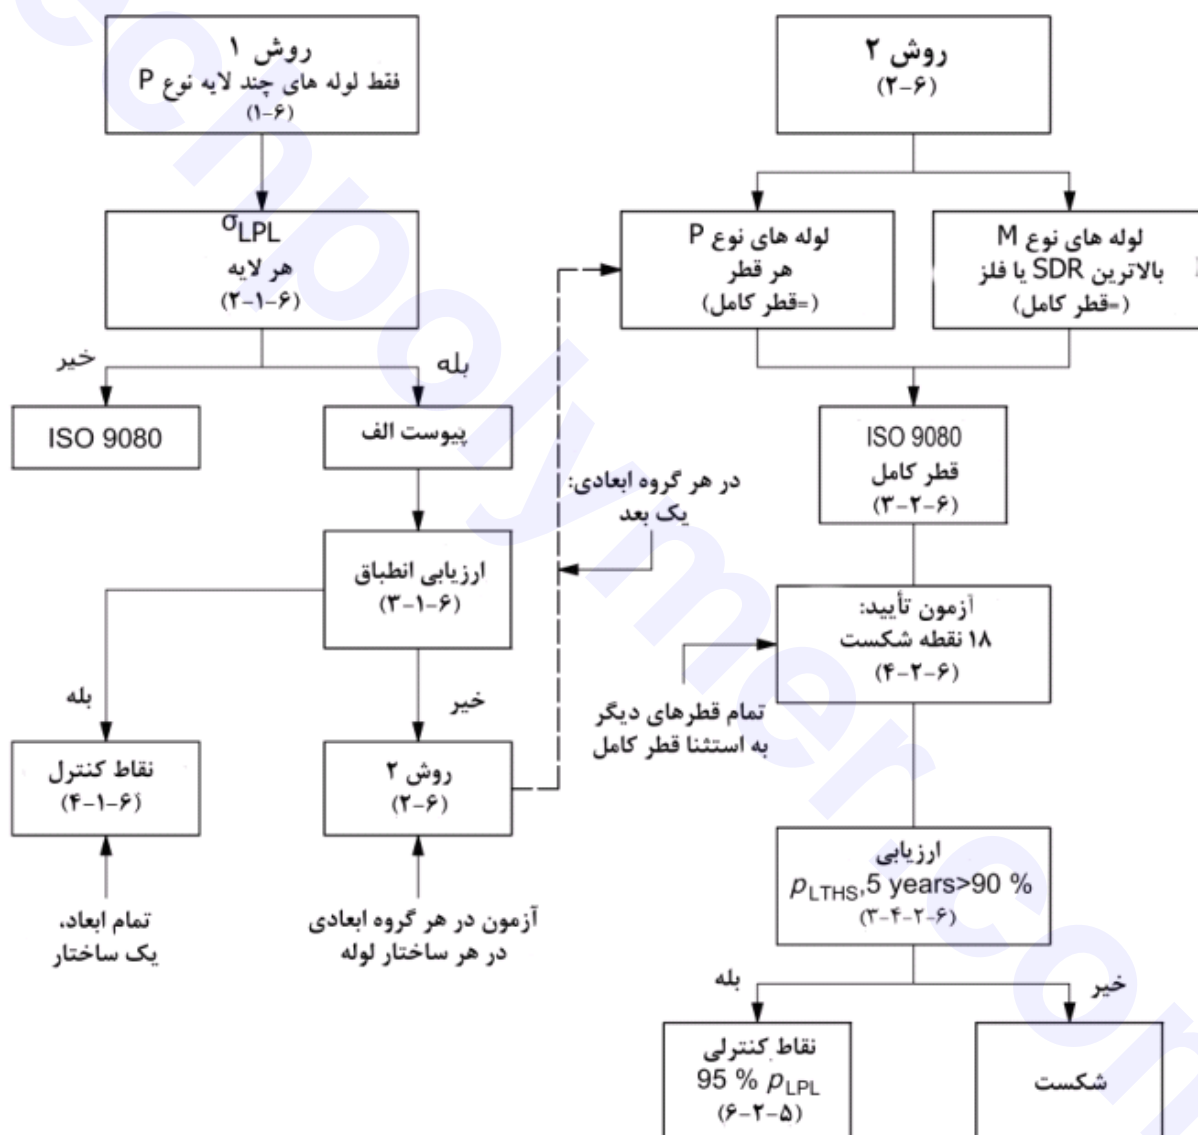 روش ۱
فقط لوله های چند لایه نوع P
(۱-۶)
σLPL
هر لایه
(۲-۱-۶)
خیر
بله
ISO 9080
پیوست الف
ارزیابی انطباق
(۳-۱-۶)
بله
خیر
نقاط کنترل
(۴-۱-۶)
روش ۲
(۲-۶)
تمام ابعاد،
یک ساختار
آزمون در هر گروه ابعادی
در هر ساختار لوله
در هر گروه ابعادی:
یک بعد
روش ۲
(۲-۶)
لوله های نوع P
هر قطر
(=قطر کامل)
لوله های نوع M
بالاترین SDR یا فلز
(=قطر کامل)
ISO 9080
قطر کامل
(۳-۲-۶)
آزمون تأیید:
۱۸ نقطه شکست
(۴-۲-۶)
تمام قطرهای دیگر
به استثنا قطر کامل
ارزیابی
pLTHS,5 years>90 %
(۳-۴-۲-۶)
بله
خیر
نقاط کنترلی
95 % pLPL
(۶-۲-۵)
شکست
techpolymer.com